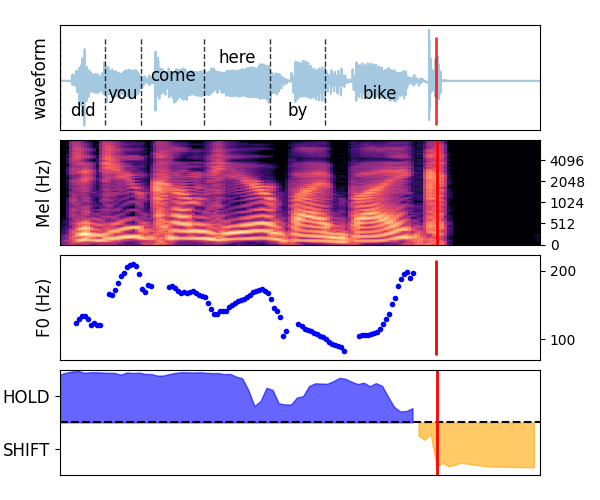 waveform
did you come here by bike
Mel (Hz)
4096
2048
1024
512
0
F0 (Hz)
200
100
HOLD
SHIFT